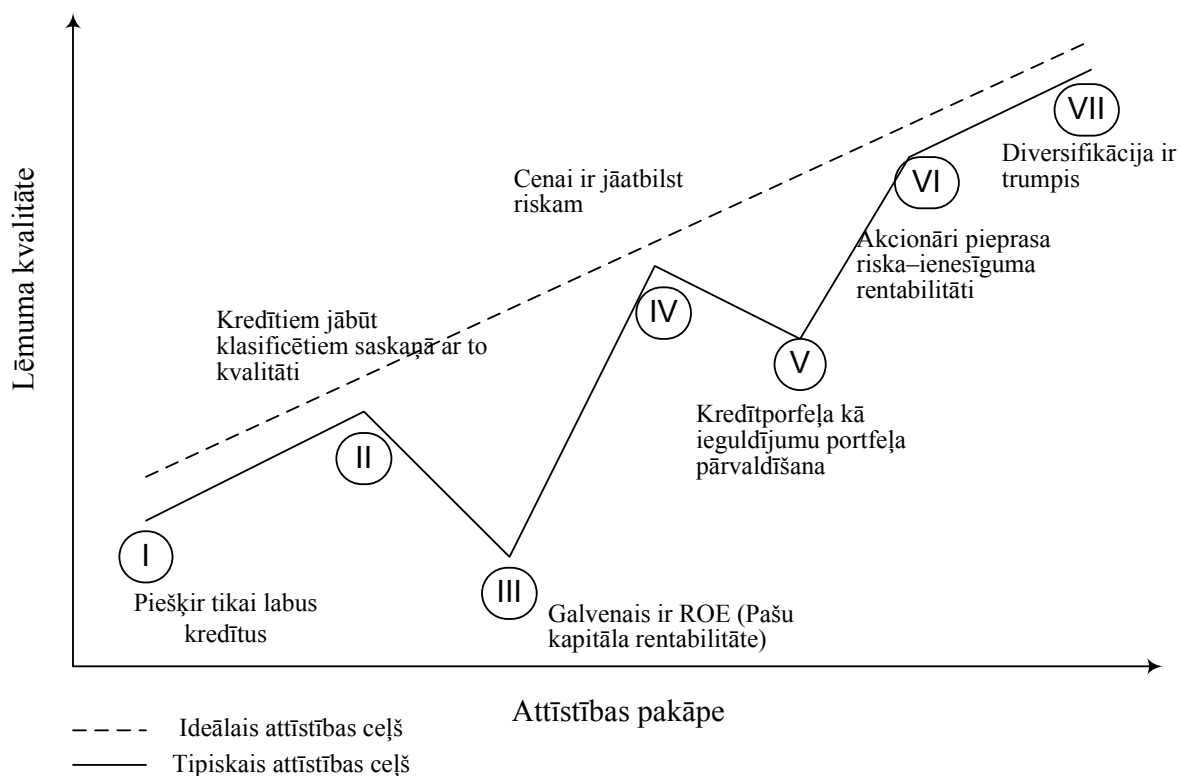 VII
Diversifikācija ir
trumpis
Cenai ir jāatbilst
riskam
VI
Akcionāri pieprasa
riska–ienesīguma
rentabilitāti
Lēmuma kvalitāte
Kredītiem jābūt
klasificētiem saskaņā ar to
kvalitāti
IV
V
Kredītporfeļa kā
ieguldījumu portfeļa
pārvaldīšana
II
I
Piešķir tikai labus
kredītus
III
Galvenais ir ROE (Pašu
kapitāla rentabilitāte)
Attīstības pakāpe
Ideālais attīstības ceļš
Tipiskais attīstības ceļš